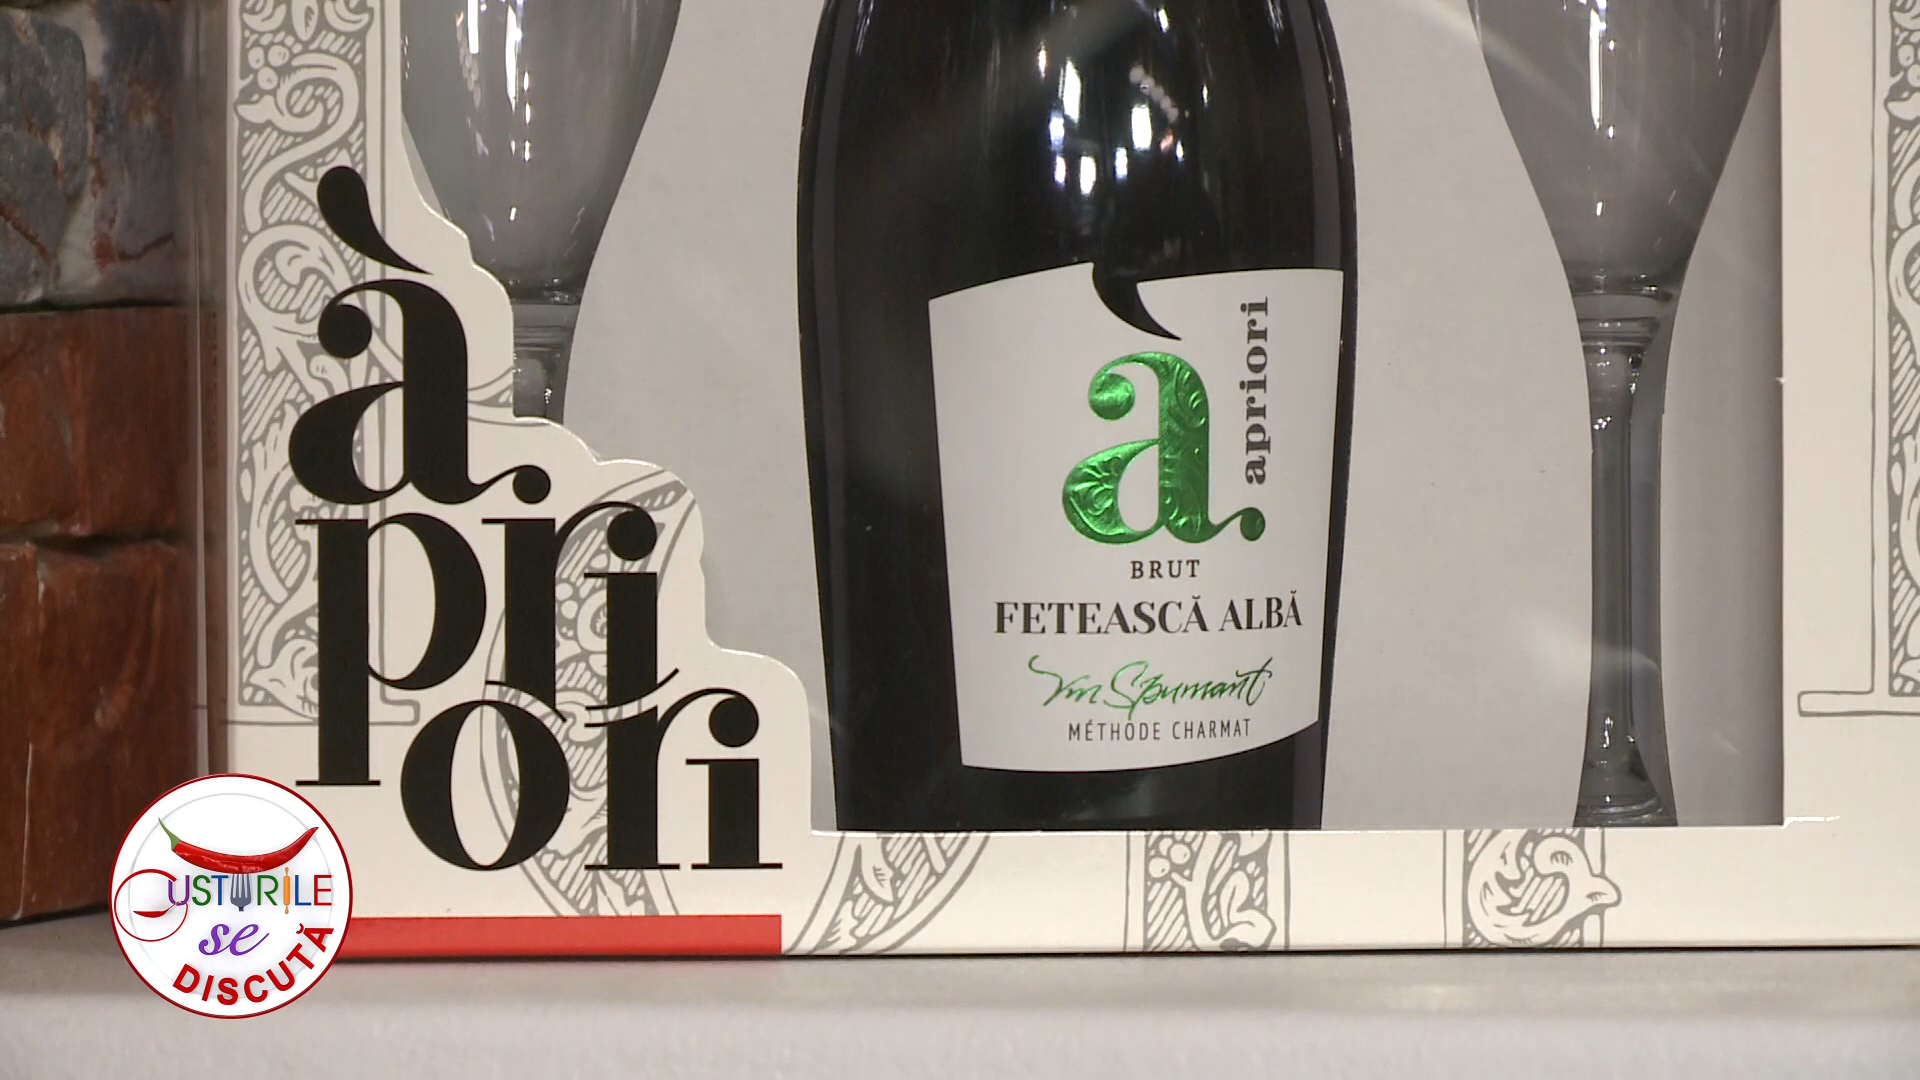 à
pri
ori
à
apriori
BRUT
FETEASCĂ ALBĂ
Vin Spumant
MÉTHODE CHARMAT
GUSTURILE
se
DISCUTĂ